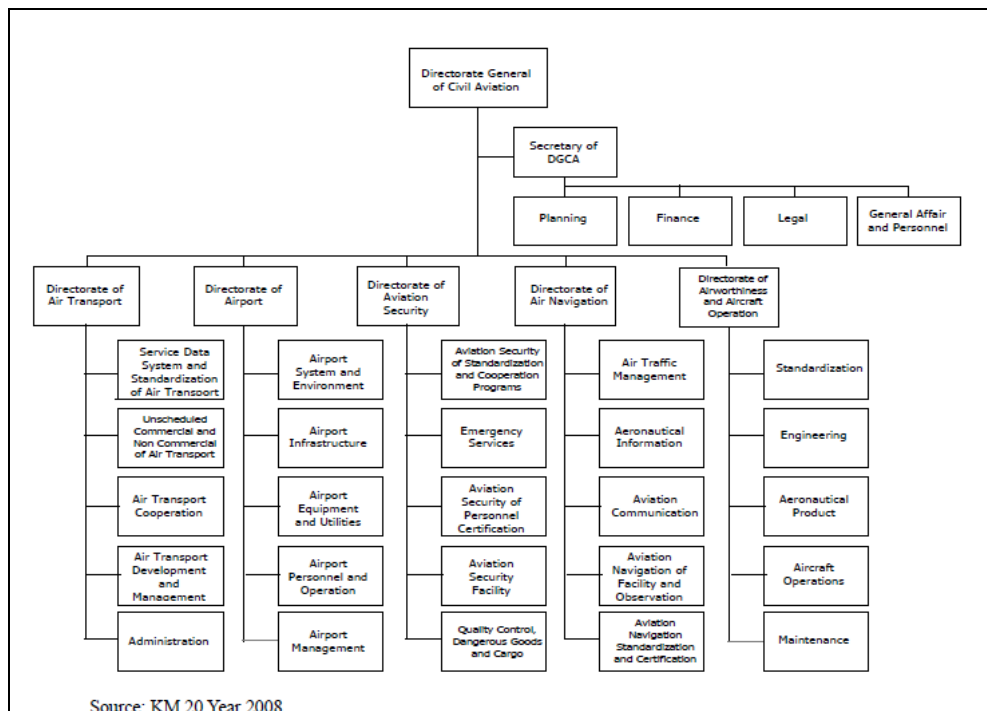 Directorate General
of Civil Aviation
Secretary of
DGCA
Planning
Finance
Legal
General Affair
and Personnel
Directorate of
Air Transport
Directorate of
Airport
Directorate of
Aviation
Security
Directorate of
Air Navigation
Directorate of
Airworthiness
and Aircraft
Operation
Service Data
System and
Standardization
of Air Transport
Airport
System and
Environment
Aviation Security
of Standardization
and Cooperation
Programs
Air Traffic
Management
Standardization
Unscheduled
Commercial and
Non Commercial
of Air Transport
Airport
Infrastructure
Emergency
Services
Aeronautical
Information
Engineering
Air Transport
Cooperation
Airport
Equipment
and Utilities
Aviation
Security of
Personnel
Certification
Aviation
Communication
Aeronautical
Product
Air Transport
Development
and
Management
Airport
Personnel and
Operation
Aviation
Security
Facility
Aviation
Navigation of
Facility and
Observation
Aircraft
Operations
Administration
Airport
Management
Quality Control,
Dangerous Goods
and Cargo
Aviation
Navigation
Standardization
and Certification
Maintenance
Source: KM 20 Year 2008